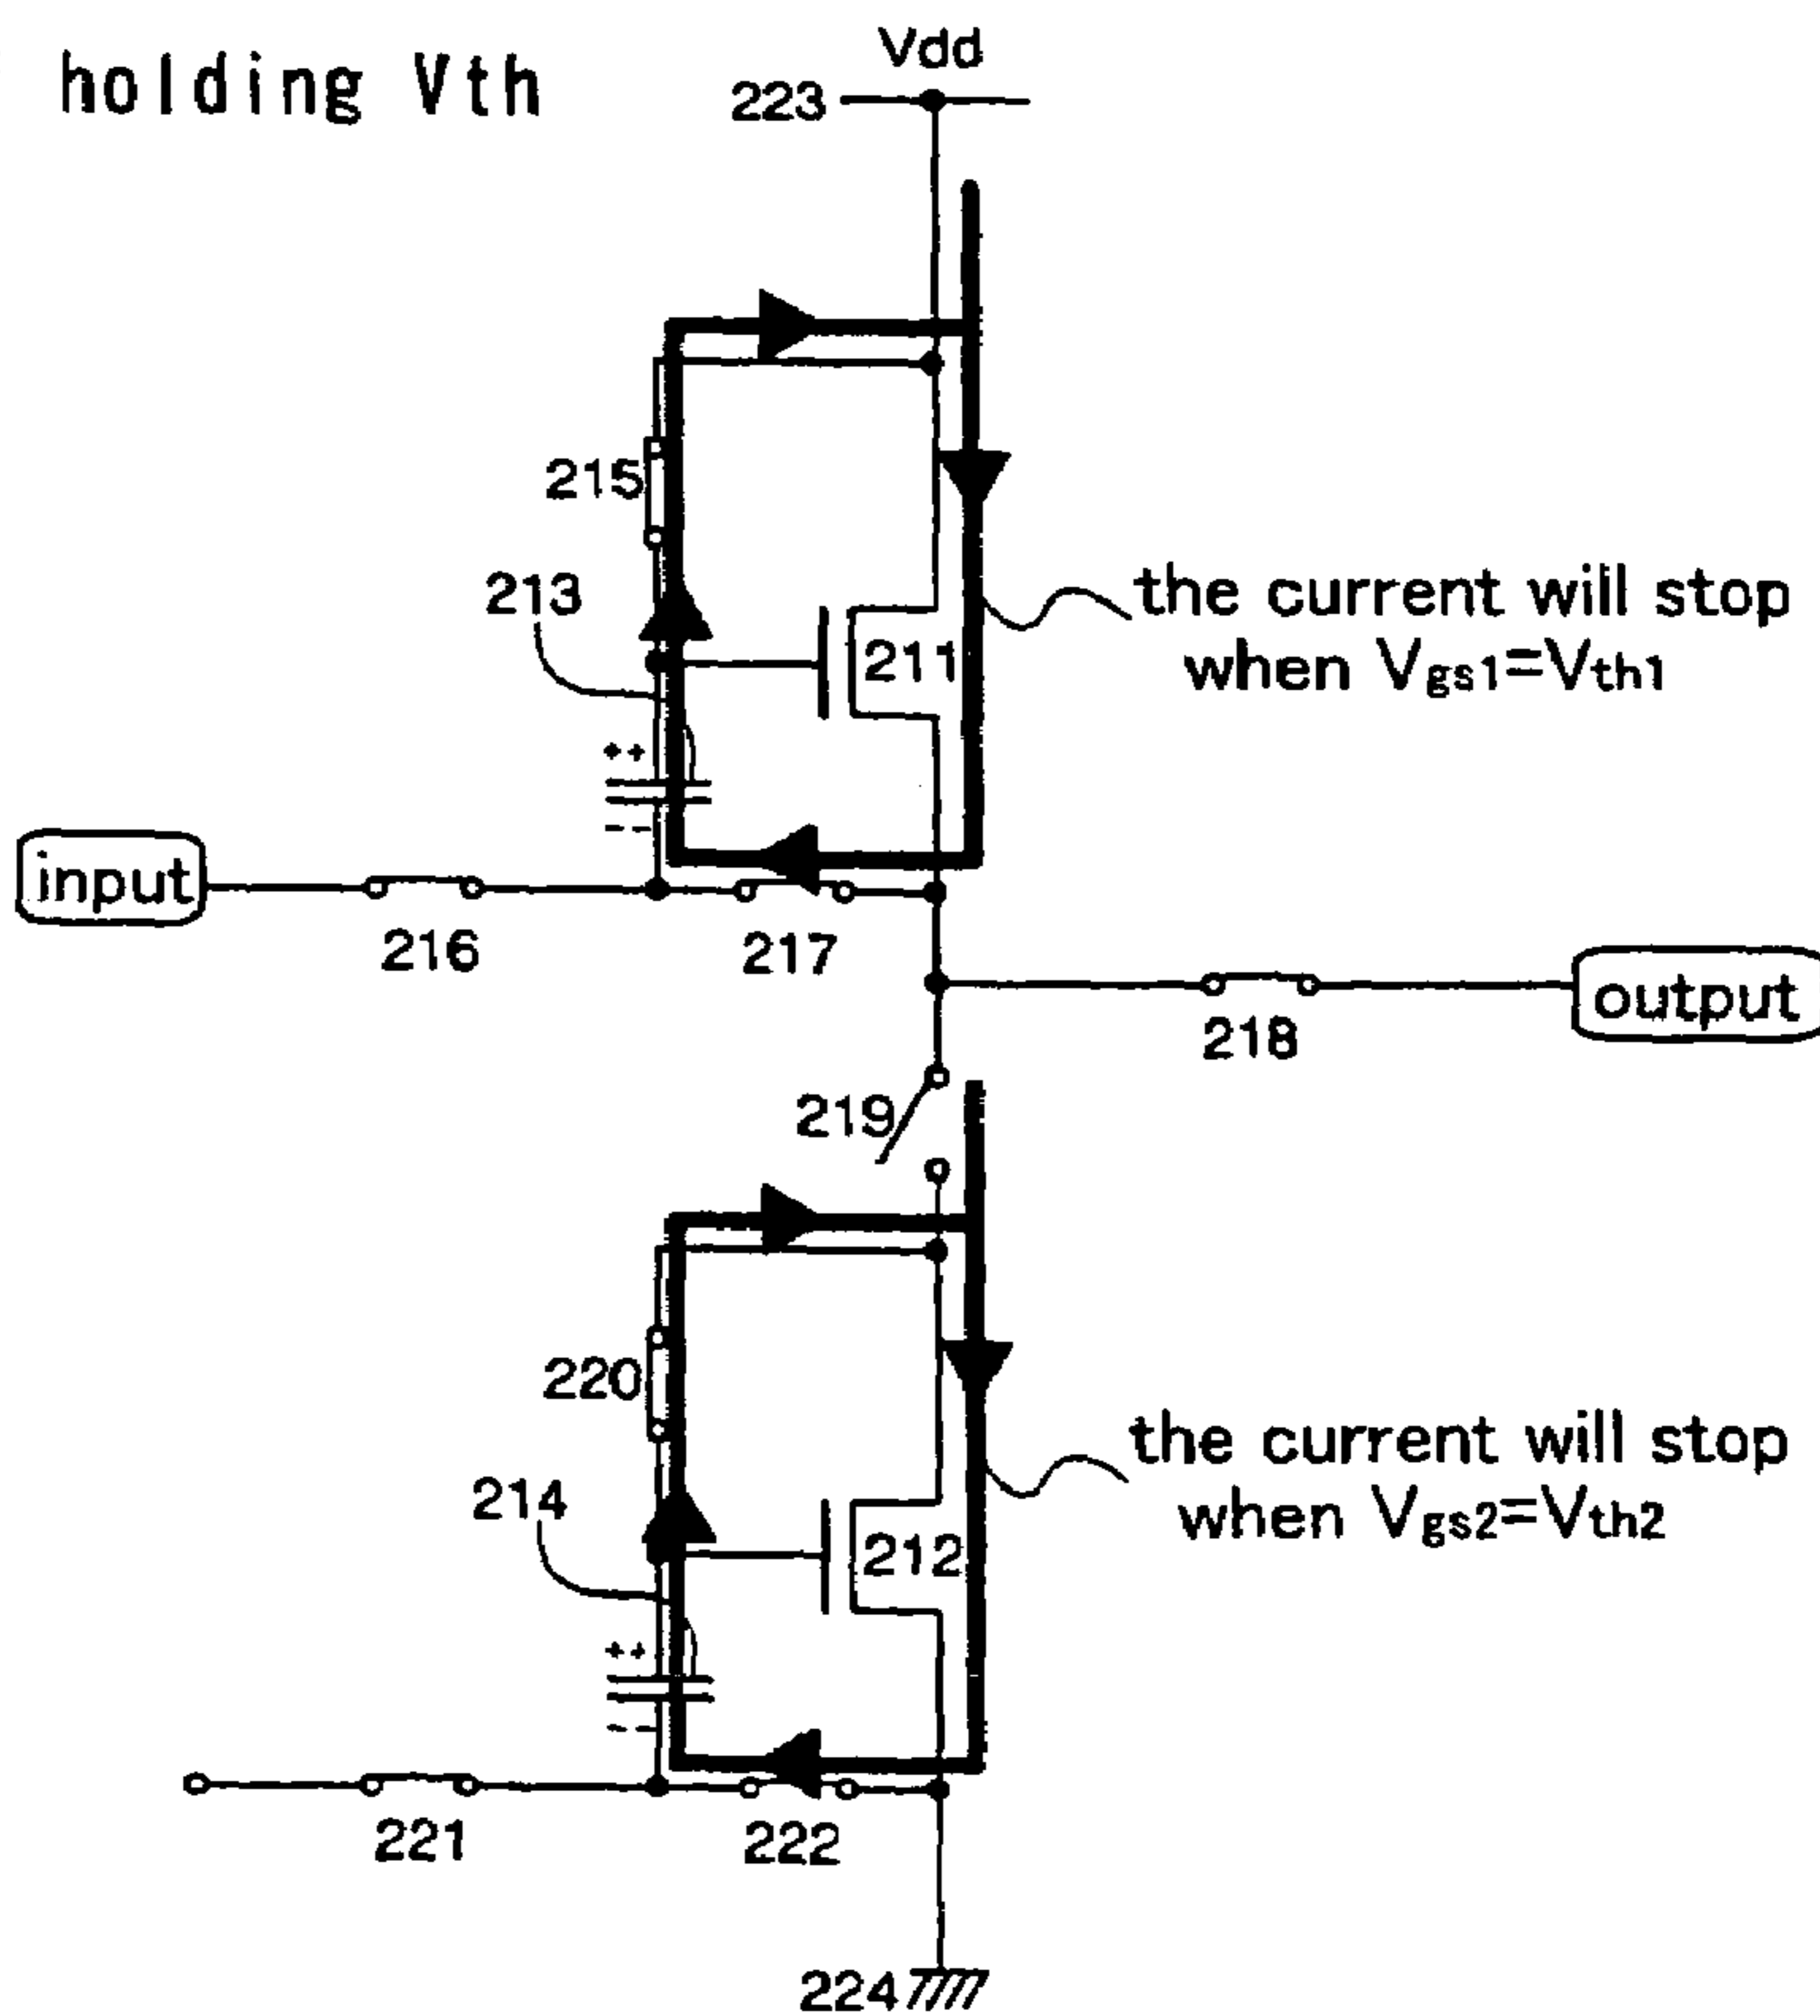 holding Vth
Vdd
223
215
213
211
the current will stop
when Vgs1=Vth1
++
--
input
216
217
218
output
219
220
214
212
the current will stop
when Vgs2=Vth2
++
--
221
222
224